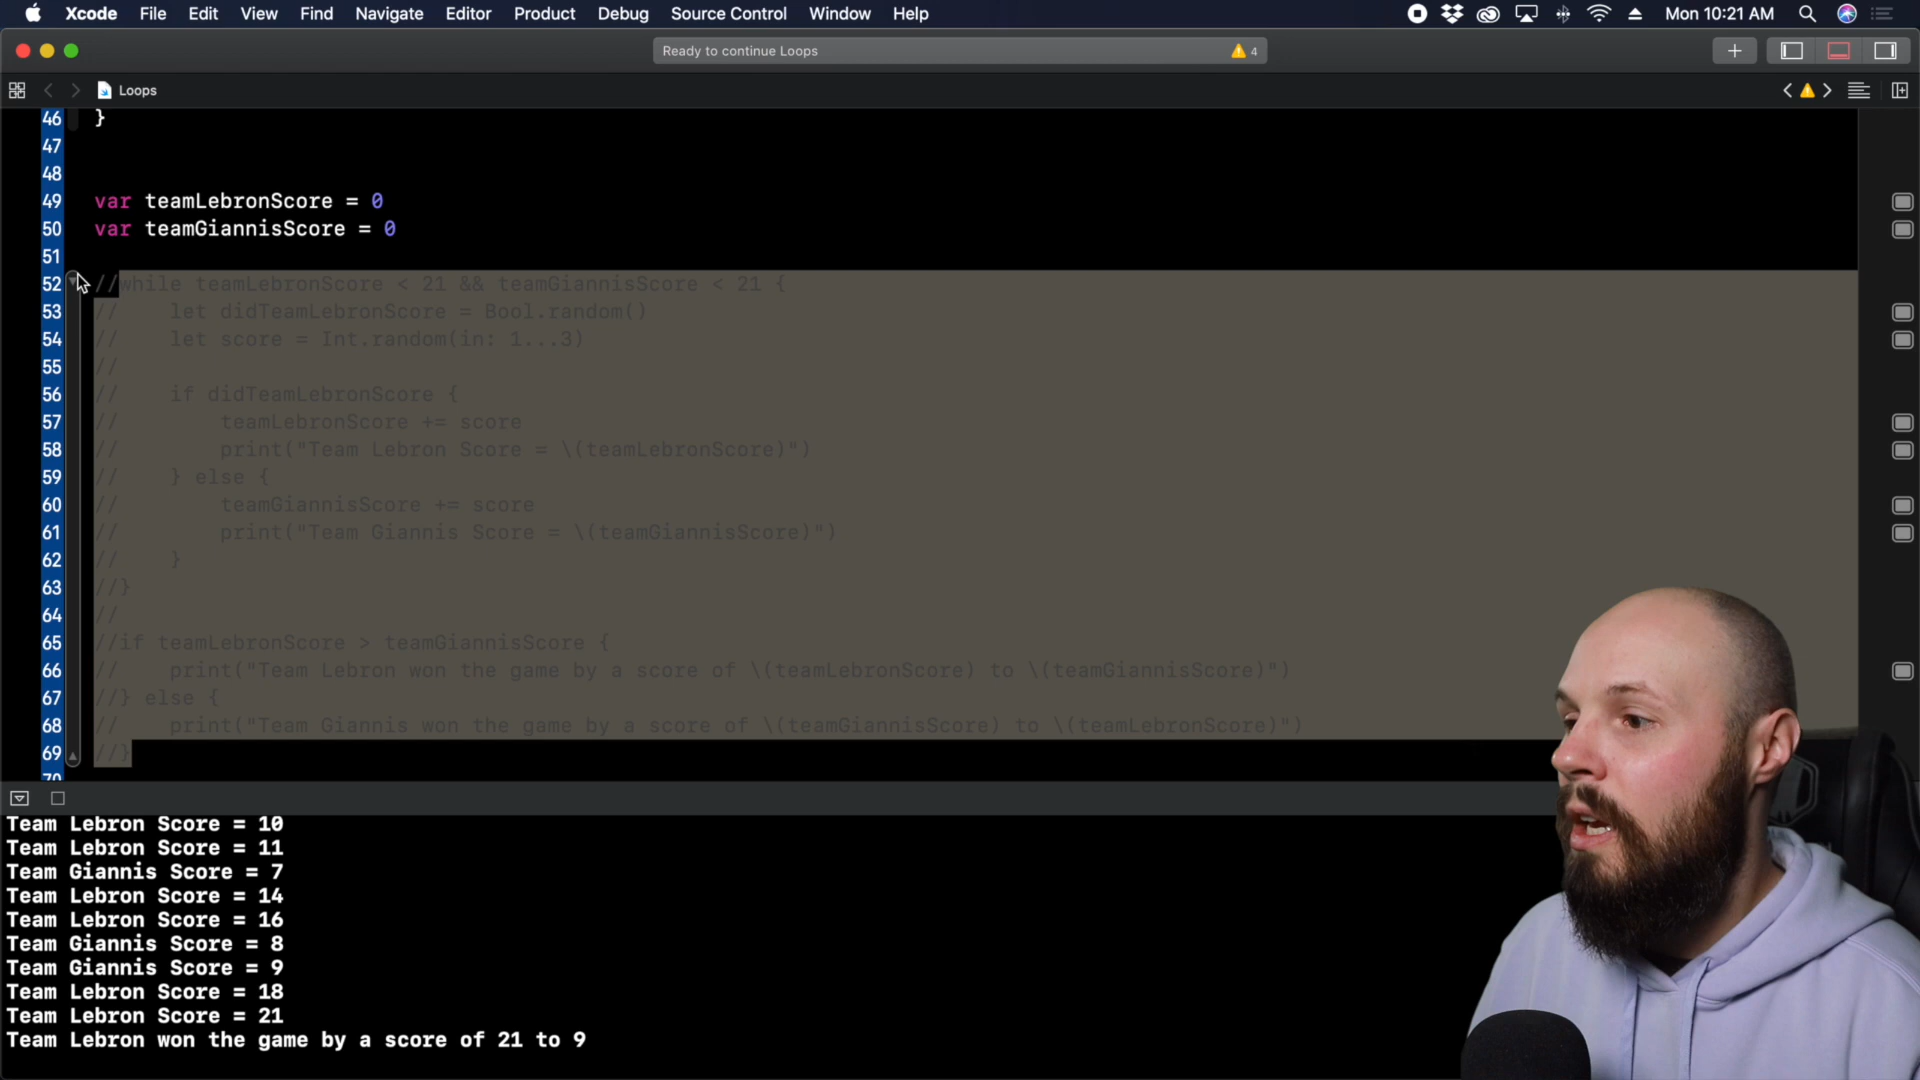 Xcode File Edit View Find Navigate Editor Product Debug Source Control Window Help Mon 10:21 AM
Ready to continue Loops 4
Loops
46 }
47
48
49 var teamLebronScore = 0
50 var teamGiannisScore = 0
51
52 //while teamLebronScore < 21 && teamGiannisScore < 21 {
53 // let didTeamLebronScore = Bool.random()
54 // let score = Int.random(in: 1...3)
55 //
56 // if didTeamLebronScore {
57 // teamLebronScore += score
58 // print("Team Lebron Score = \(teamLebronScore)")
59 // } else {
60 // teamGiannisScore += score
61 // print("Team Giannis Score = \(teamGiannisScore)")
62 // }
63 //}
64 //
65 //if teamLebronScore > teamGiannisScore {
66 // print("Team Lebron won the game by a score of \(teamLebronScore) to \(teamGiannisScore)")
67 //} else {
68 // print("Team Giannis won the game by a score of \(teamGiannisScore) to \(teamLebronScore)")
69 //}
70
Team Lebron Score = 10
Team Lebron Score = 11
Team Giannis Score = 7
Team Lebron Score = 14
Team Lebron Score = 16
Team Giannis Score = 8
Team Giannis Score = 9
Team Lebron Score = 18
Team Lebron Score = 21
Team Lebron won the game by a score of 21 to 9